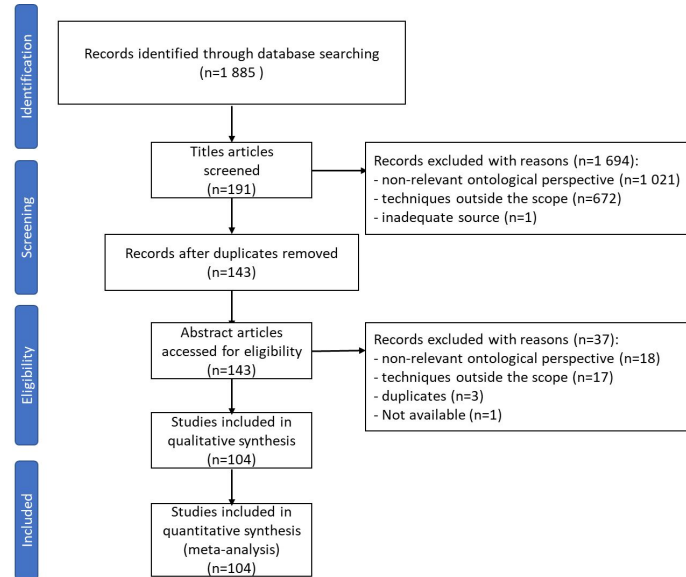 Identification
Records identified through database searching
(n=1 885 )
Titles articles
screened
(n=191)
Records excluded with reasons (n=1 694):
- non-relevant ontological perspective (n=1 021)
- techniques outside the scope (n=672)
- inadequate source (n=1)
Screening
Records after duplicates removed
(n=143)
Eligibility
Abstract articles
accessed for eligibility
(n=143)
Records excluded with reasons (n=37):
- non-relevant ontological perspective (n=18)
- techniques outside the scope (n=17)
- duplicates (n=3)
- Not available (n=1)
Studies included in
qualitative synthesis
(n=104)
Included
Studies included in
quantitative synthesis
(meta-analysis)
(n=104)